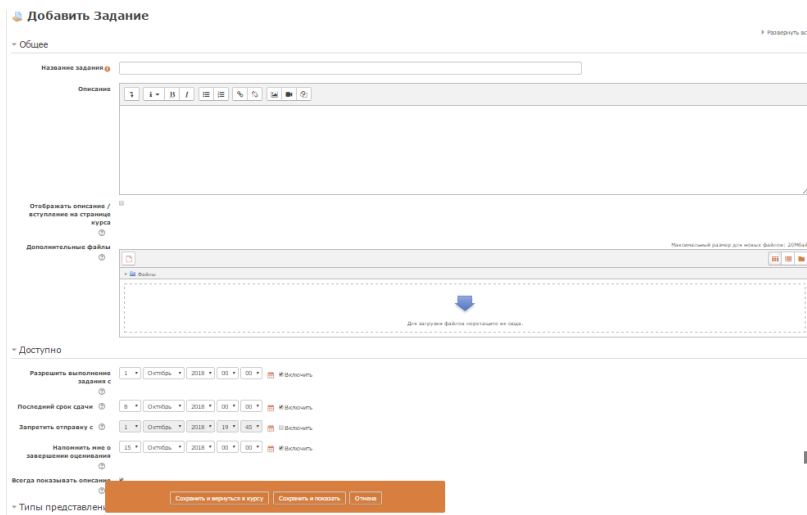 Добавить Задание
Развернуть вс
Общее
Название задания
Описание
Отображать описание /
вступление на странице
курса
Дополнительные файлы
Максимальный размер для новых файлов: 20Мбай
Файлы
Для загрузки файлов перетащите их сюда.
Доступно
Разрешить выполнение
задания с
1 Октябрь 2018 00 00 Включить
Последний срок сдачи 8 Октябрь 2018 00 00 Включить
Запретить отправку с 1 Октябрь 2018 19 45 Включить
Напомнить мне о
завершении оценивания
15 Октябрь 2018 00 00 Включить
Всегда показывать описание
Сохранить и вернуться к курсу Сохранить и показать Отмена
Типы представлени